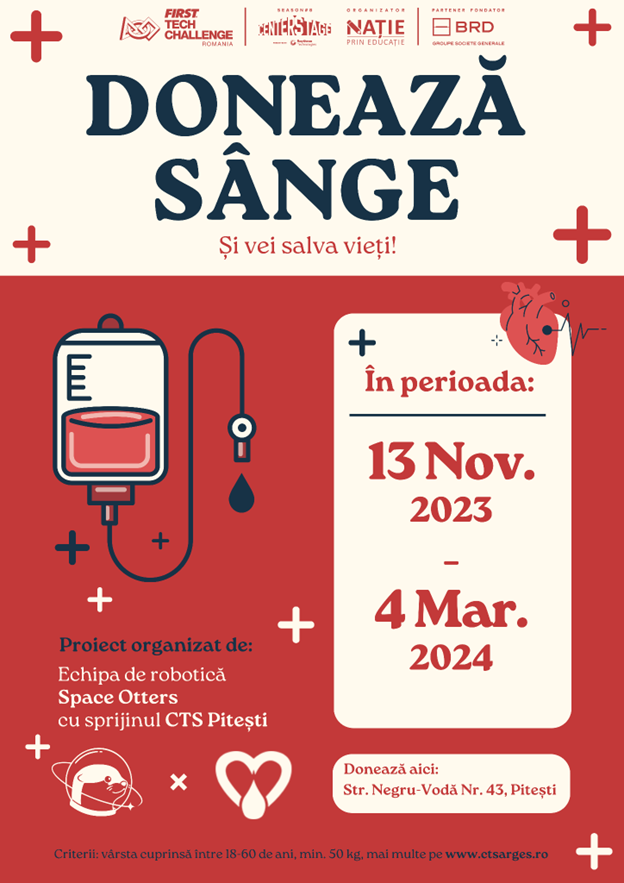 FIRST
TECH
CHALLENGE
ROMANIA
CENTERSTAGE
ORGANIZATOR
NAȚIE
PRIN EDUCAȚIE
PARTENER FONDATOR
BRD
GROUPE SOCIETE GENERALE
DONEAZĂ
SÂNGE
Și vei salva vieți!
În perioada:
13 Nov.
2023
–
4 Mar.
2024
Proiect organizat de:
Echipa de robotică
Space Otters
cu sprijinul CTS Pitești
Donează aici:
Str. Negru-Vodă Nr. 43, Pitești
Criterii: vârsta cuprinsă între 18-60 de ani, min. 50 kg, mai multe pe www.ctsarges.ro